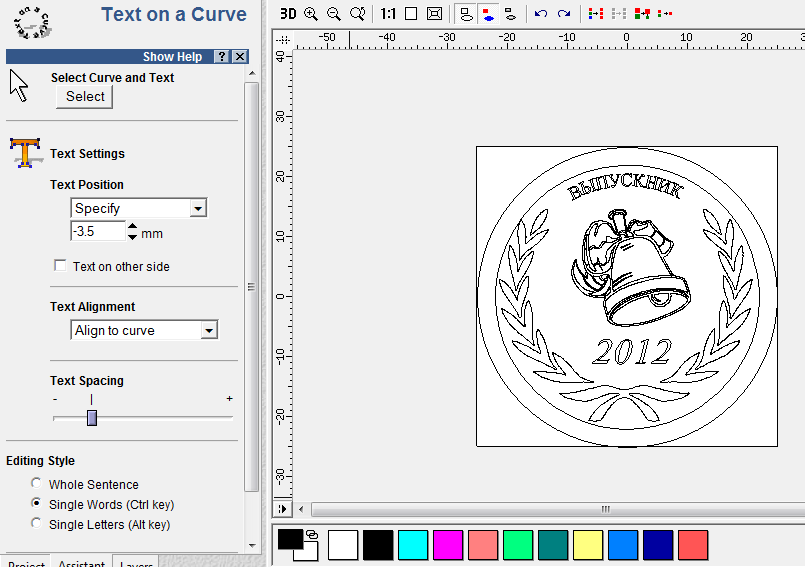 Text on a Curve
Show Help ? X
Select Curve and Text
Select
Text Settings
Text Position
Specify
-3.5 mm
Text on other side
Text Alignment
Align to curve
Text Spacing
- | +
Editing Style
Whole Sentence
Single Words (Ctrl key)
Single Letters (Alt key)
Project Assistant Layers
3D 1:1
-50 -40 -30 -20 -10 0 10 20
40
30
20
10
0
-10
-20
-30
ВЫПУСКНИК
2012